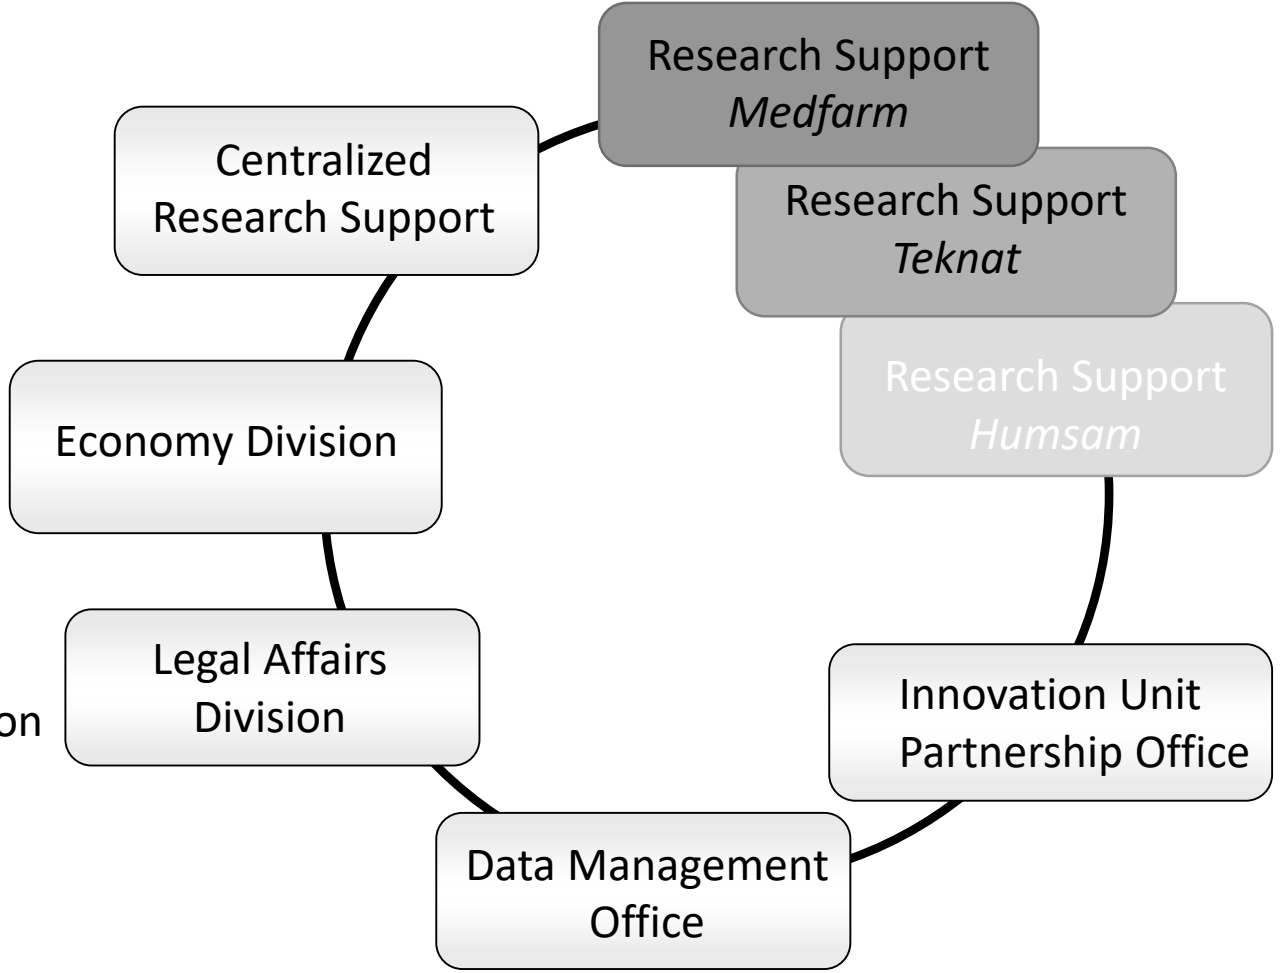 Research Support
Medfarm
Centralized
Research Support
Research Support
Teknat
Research Support
Humsam
Economy Division
Legal Affairs
Division
on
Innovation Unit
Partnership Office
Data Management
Office